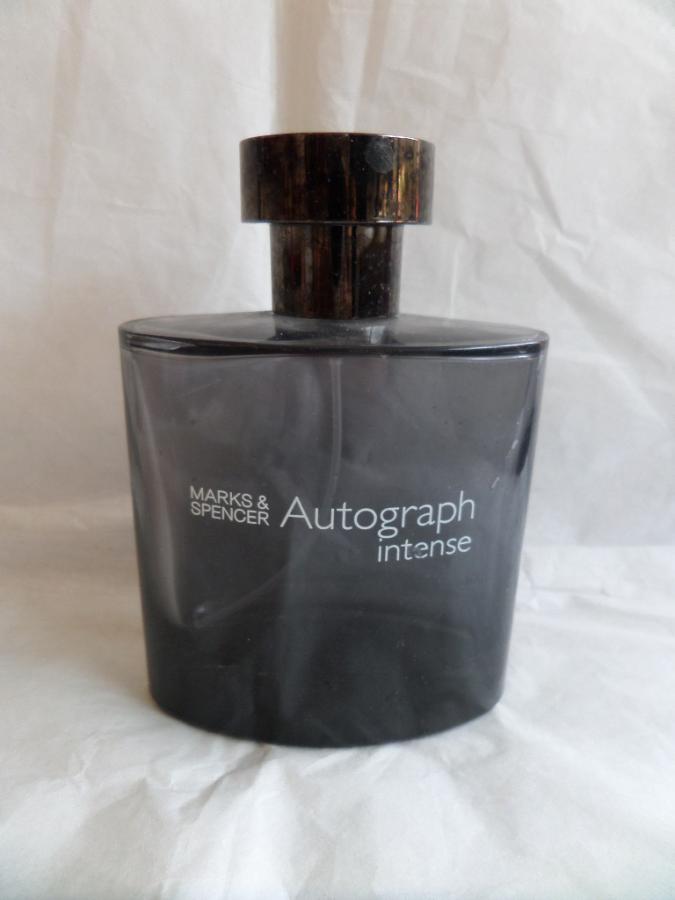 MARKS &
SPENCER Autograph
intense